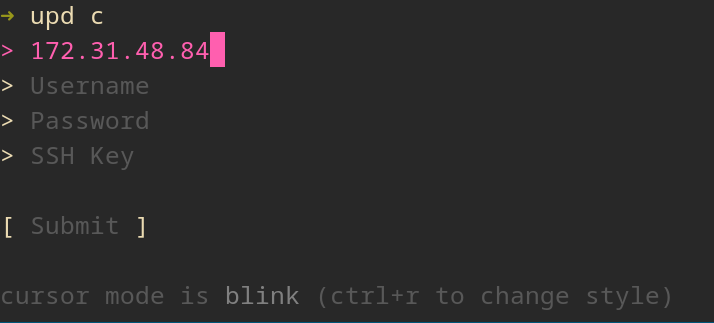 → upd c
> 172.31.48.84
> Username
> Password
> SSH Key
[ Submit ]
cursor mode is blink (ctrl+r to change style)